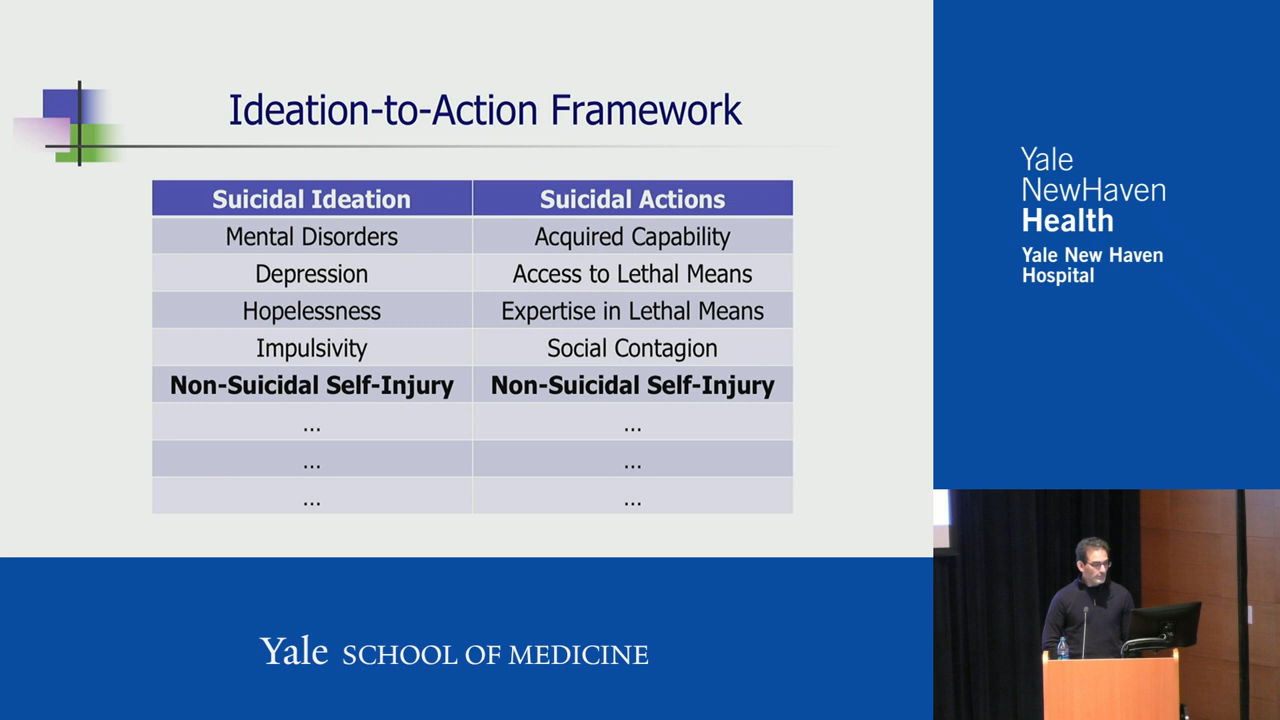 Ideation-to-Action Framework
Suicidal Ideation Suicidal Actions
Mental Disorders Acquired Capability
Depression Access to Lethal Means
Hopelessness Expertise in Lethal Means
Impulsivity Social Contagion
Non-Suicidal Self-Injury Non-Suicidal Self-Injury
... ...
... ...
... ...
Yale
NewHaven
Health
Yale New Haven
Hospital
Yale SCHOOL OF MEDICINE